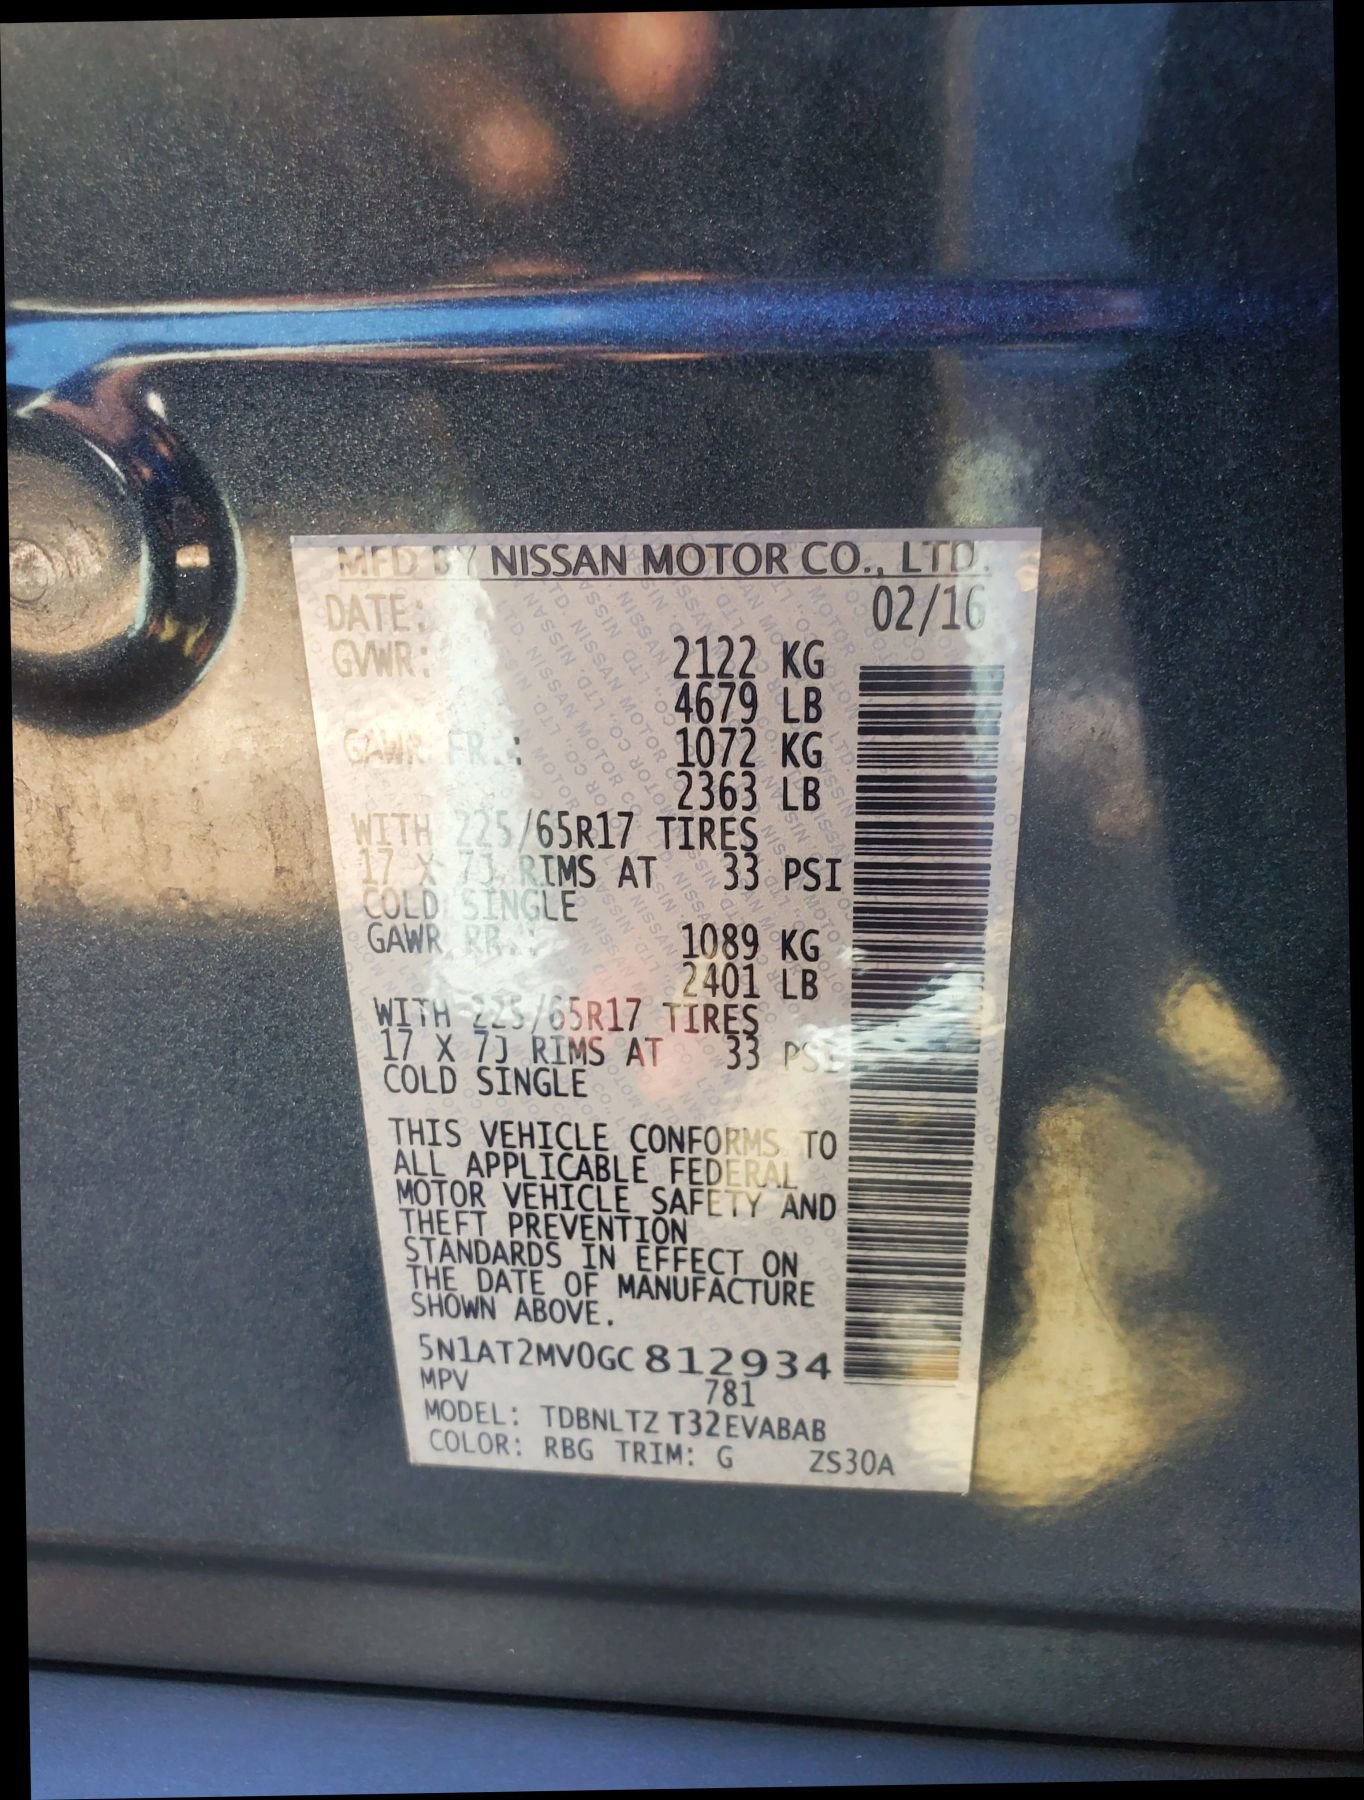 MFD BY NISSAN MOTOR CO., LTD.
DATE: 02/16
GVWR: 2122 KG
4679 LB
GAWR FR.: 1072 KG
2363 LB
WITH 225/65R17 TIRES
17 X 7J RIMS AT 33 PSI
COLD SINGLE
GAWR RR.: 1089 KG
2401 LB
WITH 225/65R17 TIRES
17 X 7J RIMS AT 33 PSI
COLD SINGLE
THIS VEHICLE CONFORMS TO
ALL APPLICABLE FEDERAL
MOTOR VEHICLE SAFETY AND
THEFT PREVENTION
STANDARDS IN EFFECT ON
THE DATE OF MANUFACTURE
SHOWN ABOVE.
5N1AT2MV0GC812934
MPV 781
MODEL: TDBNLTZ T32EVABAB
COLOR: RBG TRIM: G ZS30A